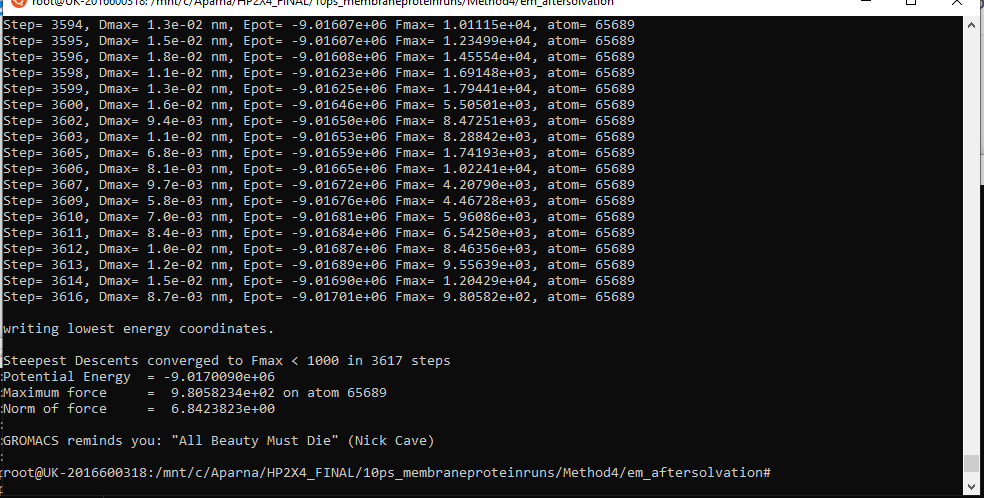 root@UK-2016600318: /mnt/c/Aparna/HP2X4_FINAL/10ps_membraneproteinruns/Method4/em_aftersolvation
Step= 3594, Dmax= 1.3e-02 nm, Epot= -9.01607e+06 Fmax= 1.01115e+04, atom= 65689
Step= 3595, Dmax= 1.5e-02 nm, Epot= -9.01607e+06 Fmax= 1.23499e+04, atom= 65689
Step= 3596, Dmax= 1.8e-02 nm, Epot= -9.01608e+06 Fmax= 1.45554e+04, atom= 65689
Step= 3598, Dmax= 1.1e-02 nm, Epot= -9.01623e+06 Fmax= 1.69148e+03, atom= 65689
Step= 3599, Dmax= 1.3e-02 nm, Epot= -9.01625e+06 Fmax= 1.79441e+04, atom= 65689
Step= 3600, Dmax= 1.6e-02 nm, Epot= -9.01646e+06 Fmax= 5.50501e+03, atom= 65689
Step= 3602, Dmax= 9.4e-03 nm, Epot= -9.01650e+06 Fmax= 8.47251e+03, atom= 65689
Step= 3603, Dmax= 1.1e-02 nm, Epot= -9.01653e+06 Fmax= 8.28842e+03, atom= 65689
Step= 3605, Dmax= 6.8e-03 nm, Epot= -9.01659e+06 Fmax= 1.74193e+03, atom= 65689
Step= 3606, Dmax= 8.1e-03 nm, Epot= -9.01665e+06 Fmax= 1.02241e+04, atom= 65689
Step= 3607, Dmax= 9.7e-03 nm, Epot= -9.01672e+06 Fmax= 4.20790e+03, atom= 65689
Step= 3609, Dmax= 5.8e-03 nm, Epot= -9.01676e+06 Fmax= 4.46728e+03, atom= 65689
Step= 3610, Dmax= 7.0e-03 nm, Epot= -9.01681e+06 Fmax= 5.96086e+03, atom= 65689
Step= 3611, Dmax= 8.4e-03 nm, Epot= -9.01684e+06 Fmax= 6.54250e+03, atom= 65689
Step= 3612, Dmax= 1.0e-02 nm, Epot= -9.01687e+06 Fmax= 8.46356e+03, atom= 65689
Step= 3613, Dmax= 1.2e-02 nm, Epot= -9.01689e+06 Fmax= 9.55639e+03, atom= 65689
Step= 3614, Dmax= 1.5e-02 nm, Epot= -9.01690e+06 Fmax= 1.20429e+04, atom= 65689
Step= 3616, Dmax= 8.7e-03 nm, Epot= -9.01701e+06 Fmax= 9.80582e+02, atom= 65689
writing lowest energy coordinates.
Steepest Descents converged to Fmax < 1000 in 3617 steps
Potential Energy  = -9.0170090e+06
Maximum force     =  9.8058234e+02 on atom 65689
Norm of force     =  6.8423823e+00
GROMACS reminds you: "All Beauty Must Die" (Nick Cave)
root@UK-2016600318:/mnt/c/Aparna/HP2X4_FINAL/10ps_membraneproteinruns/Method4/em_aftersolvation#